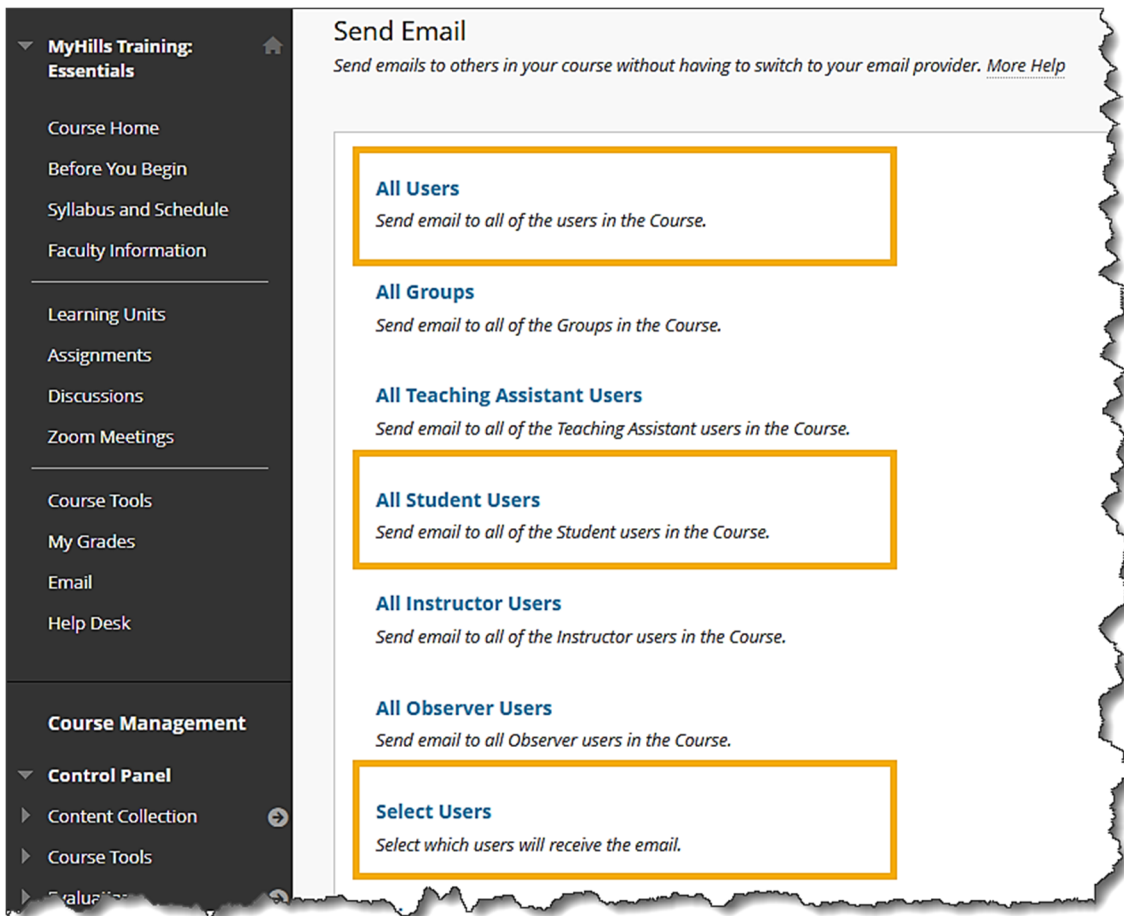 MyHills Training:
Essentials
Course Home
Before You Begin
Syllabus and Schedule
Faculty Information
Learning Units
Assignments
Discussions
Zoom Meetings
Course Tools
My Grades
Email
Help Desk
Course Management
Control Panel
Content Collection
Course Tools
Send Email
Send emails to others in your course without having to switch to your email provider. More Help
All Users
Send email to all of the users in the Course.
All Groups
Send email to all of the Groups in the Course.
All Teaching Assistant Users
Send email to all of the Teaching Assistant users in the Course.
All Student Users
Send email to all of the Student users in the Course.
All Instructor Users
Send email to all of the Instructor users in the Course.
All Observer Users
Send email to all Observer users in the Course.
Select Users
Select which users will receive the email.